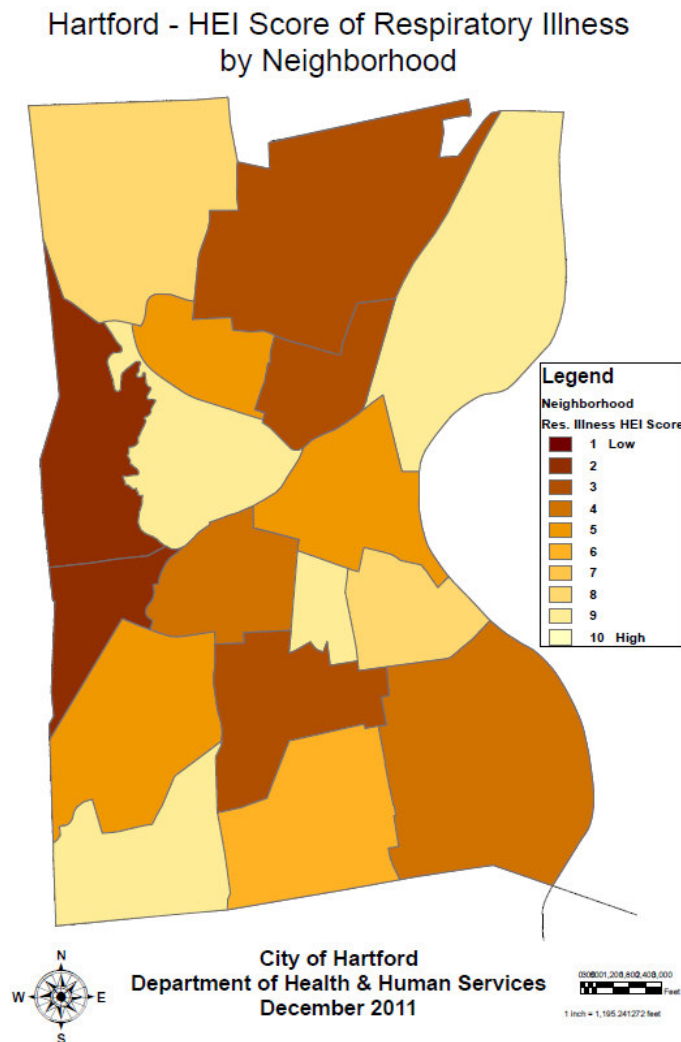 Hartford - HEI Score of Respiratory Illness
by Neighborhood
Legend
Neighborhood
Res. Illness HEI Score
1 Low
2
3
4
5
6
7
8
9
10 High
N
W E
S
City of Hartford
Department of Health & Human Services
December 2011
Feet
1 inch = 1,195.241272 feet